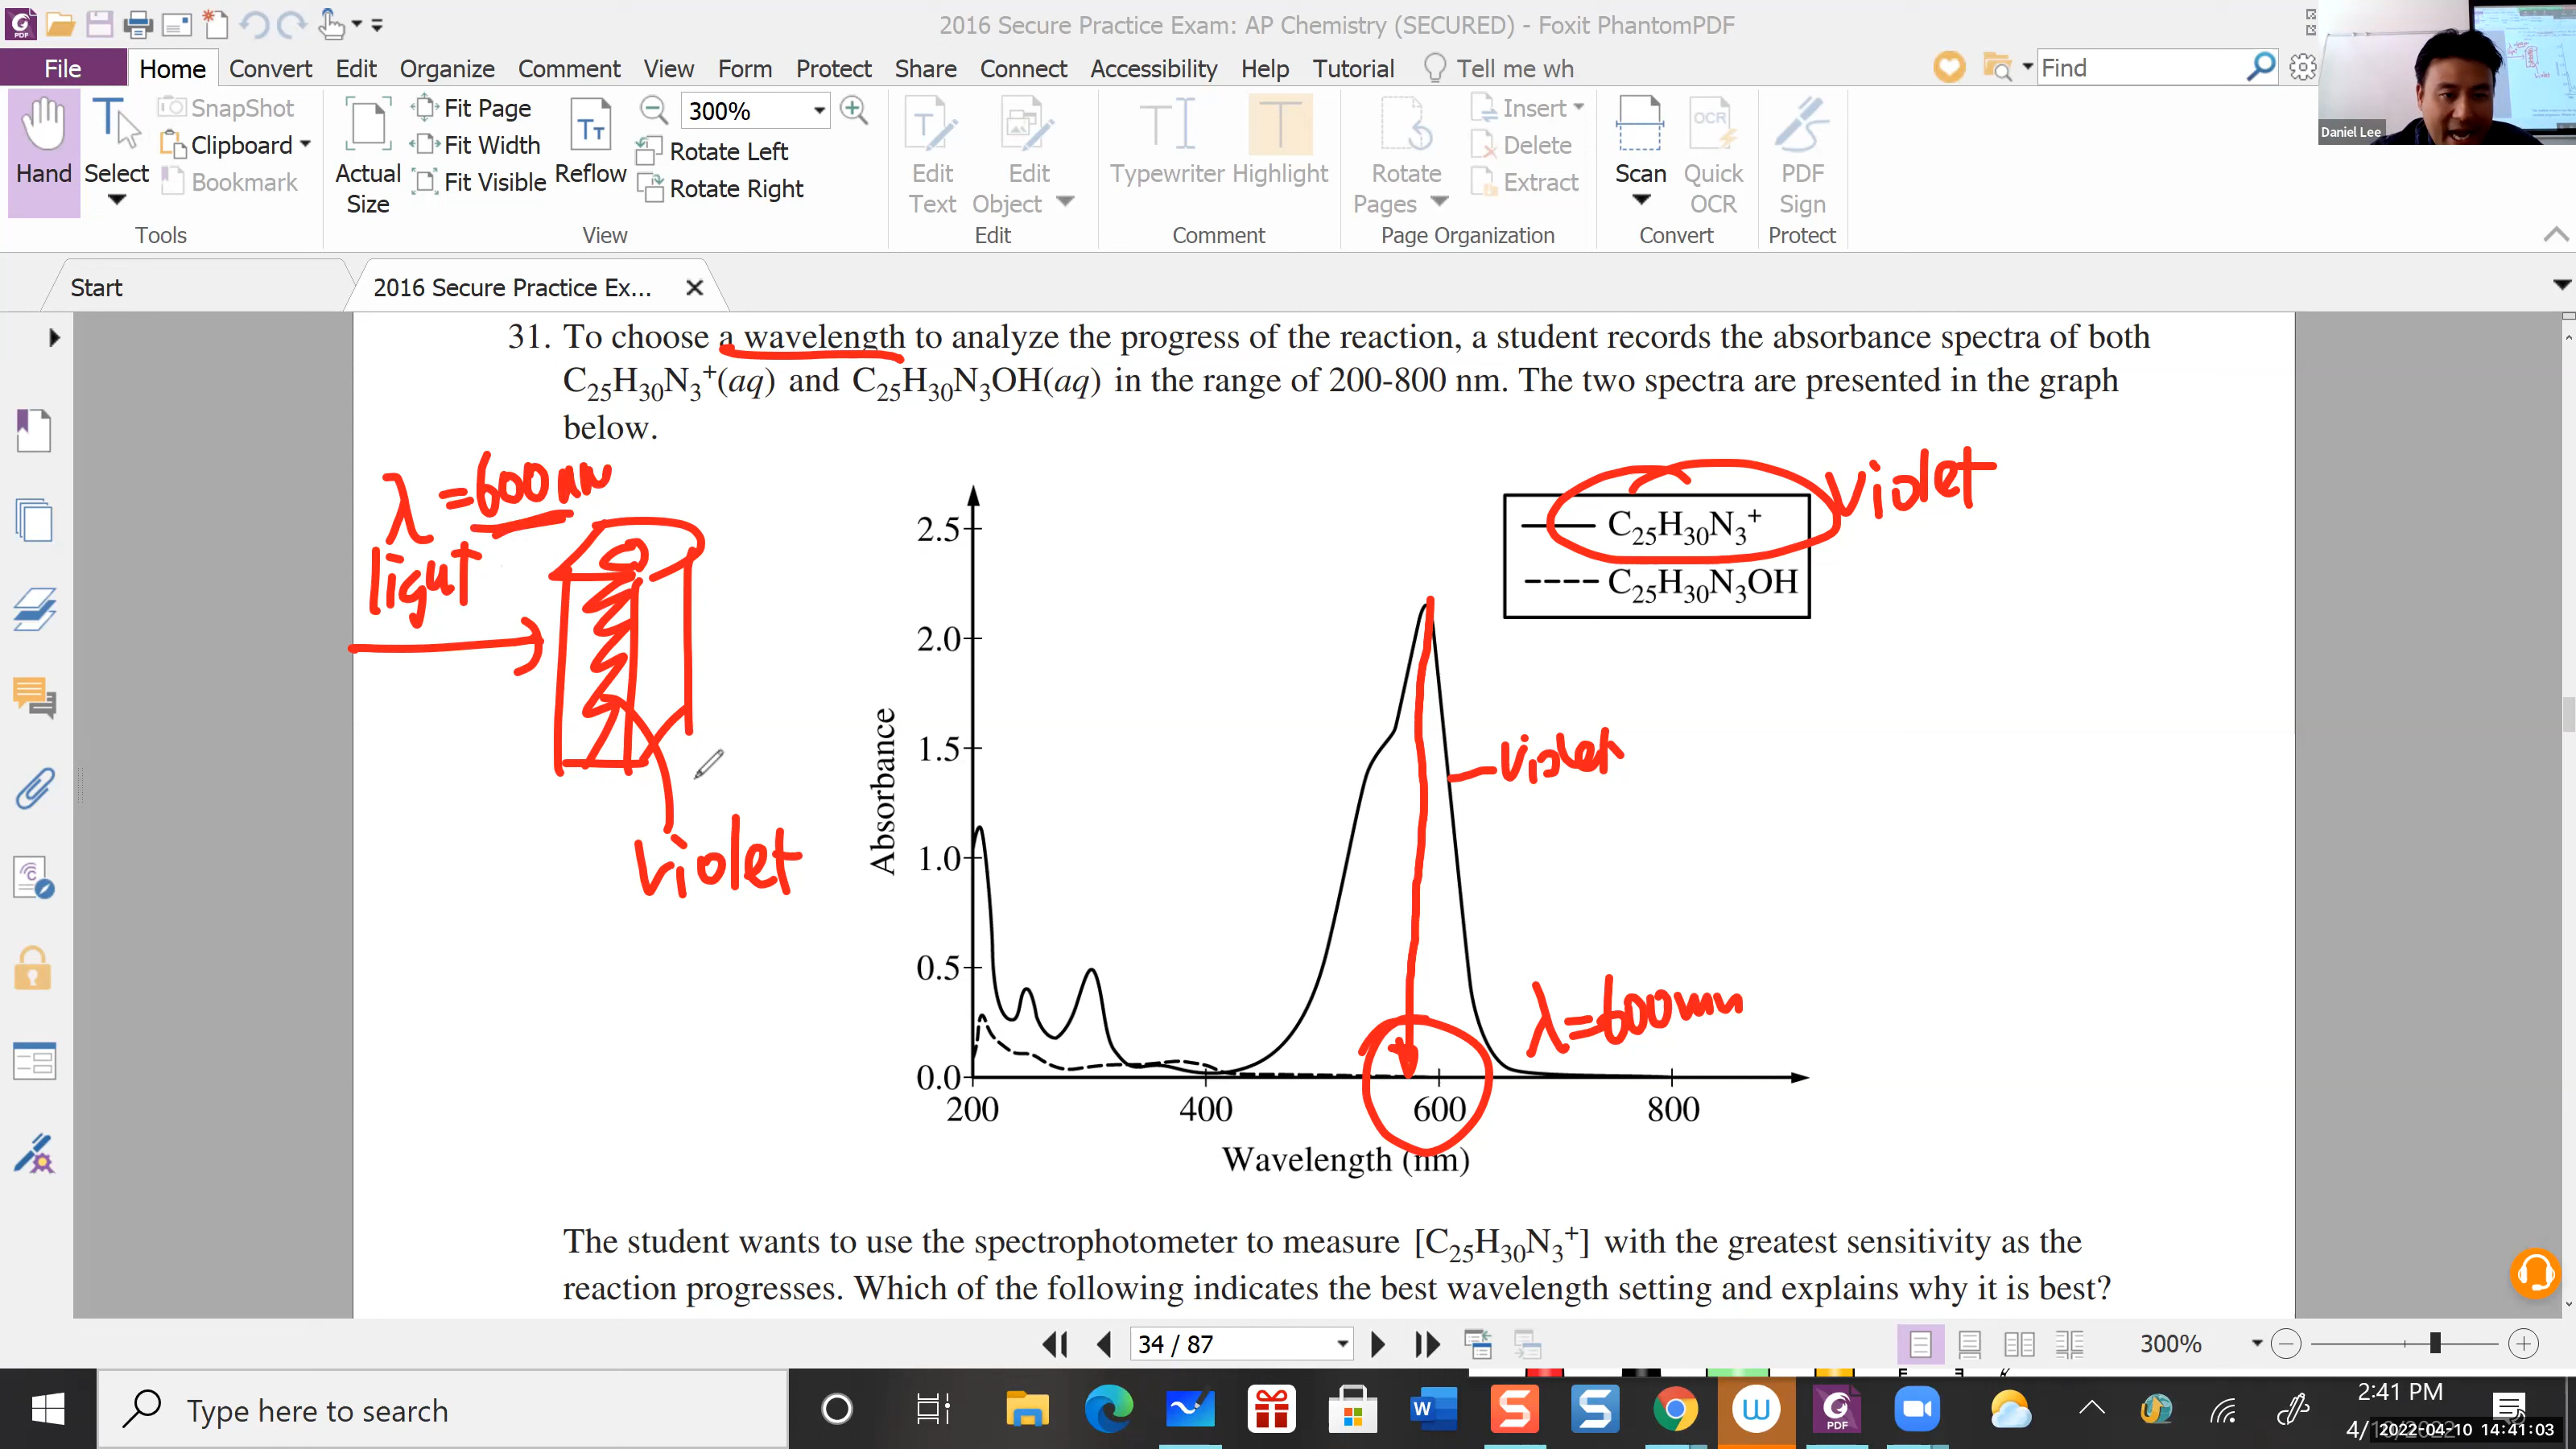 2016 Secure Practice Exam: AP Chemistry (SECURED) - Foxit PhantomPDF
File Home Convert Edit Organize Comment View Form Protect Share Connect Accessibility Help Tutorial Tell me wh Find
Daniel Lee
Hand Select SnapShot Clipboard Bookmark
Tools
Actual Size Fit Page Fit Width Fit Visible Reflow 300% Rotate Left Rotate Right
View
Edit Text Edit Object
Edit
Typewriter Highlight
Comment
Rotate Pages Insert Delete Extract
Page Organization
Scan Quick OCR
Convert
PDF Sign
Protect
Start 2016 Secure Practice Ex...
31. To choose a wavelength to analyze the progress of the reaction, a student records the absorbance spectra of both
C₂₅H₃₀N₃⁺(aq) and C₂₅H₃₀N₃OH(aq) in the range of 200-800 nm. The two spectra are presented in the graph
below.
λ = 600nm
light
violet
C₂₅H₃₀N₃⁺
C₂₅H₃₀N₃OH
violet
violet
λ=600nm
Absorbance
2.5
2.0
1.5
1.0
0.5
0.0
200 400 600 800
Wavelength (nm)
The student wants to use the spectrophotometer to measure [C₂₅H₃₀N₃⁺] with the greatest sensitivity as the
reaction progresses. Which of the following indicates the best wavelength setting and explains why it is best?
34 / 87 300%
Type here to search
2:41 PM
2022-04-10 14:41:03